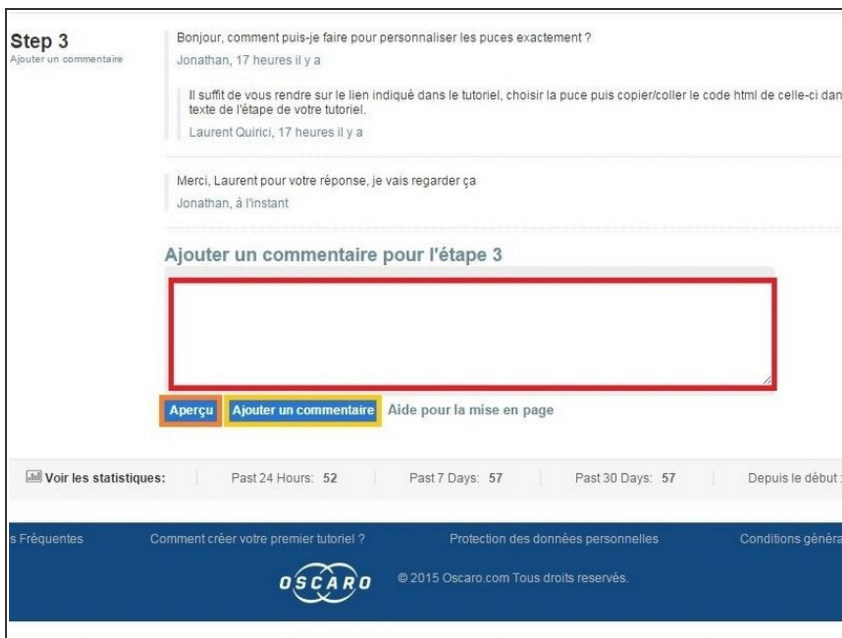 Step 3
Ajouter un commentaire
Bonjour, comment puis-je faire pour personnaliser les puces exactement ?
Jonathan, 17 heures il y a
Il suffit de vous rendre sur le lien indiqué dans le tutoriel, choisir la puce puis copier/coller le code html de celle-ci dan
texte de l'étape de votre tutoriel.
Laurent Quirici, 17 heures il y a
Merci, Laurent pour votre réponse, je vais regarder ça
Jonathan, à l'instant
Ajouter un commentaire pour l'étape 3
Aperçu Ajouter un commentaire Aide pour la mise en page
Voir les statistiques: Past 24 Hours: 52 Past 7 Days: 57 Past 30 Days: 57 Depuis le début :
s Fréquentes Comment créer votre premier tutoriel ? Protection des données personnelles Conditions généra
OSCARO © 2015 Oscaro.com Tous droits reservés.